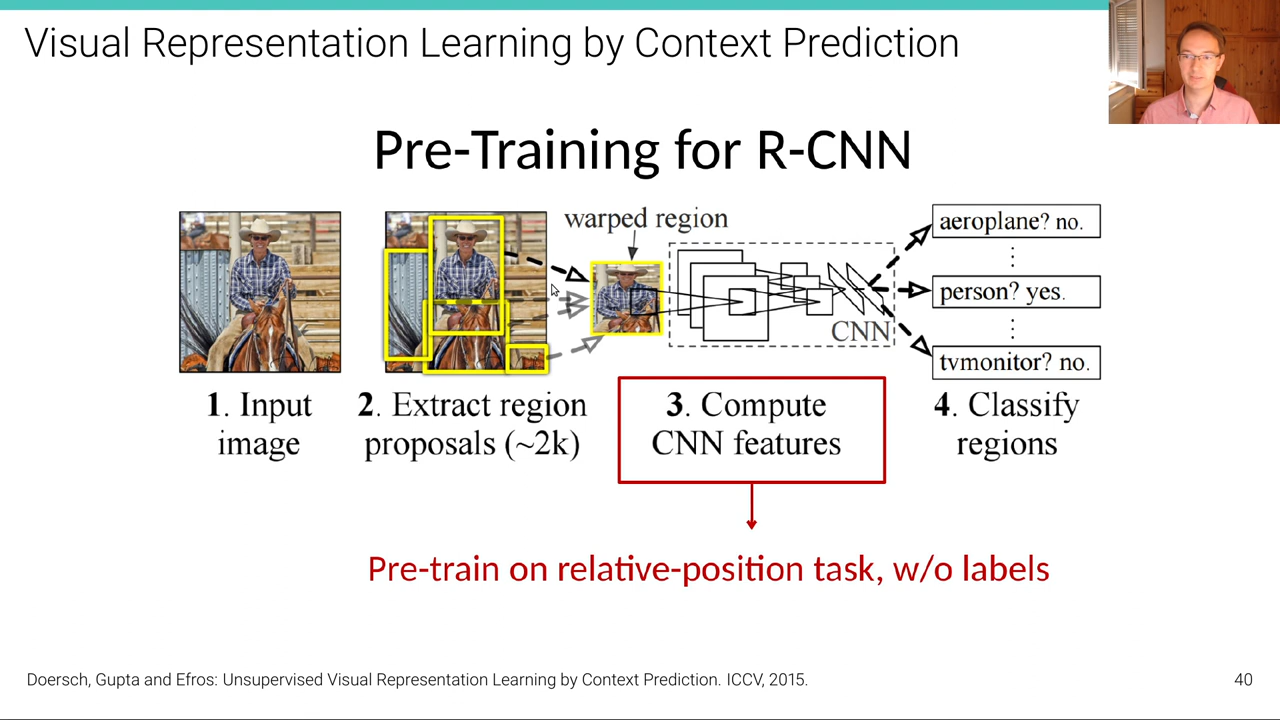 Visual Representation Learning by Context Prediction
Pre-Training for R-CNN
warped region
aeroplane? no.
person? yes.
tvmonitor? no.
CNN
1. Input
image
2. Extract region
proposals (~2k)
3. Compute
CNN features
4. Classify
regions
Pre-train on relative-position task, w/o labels
Doersch, Gupta and Efros: Unsupervised Visual Representation Learning by Context Prediction. ICCV, 2015.
40